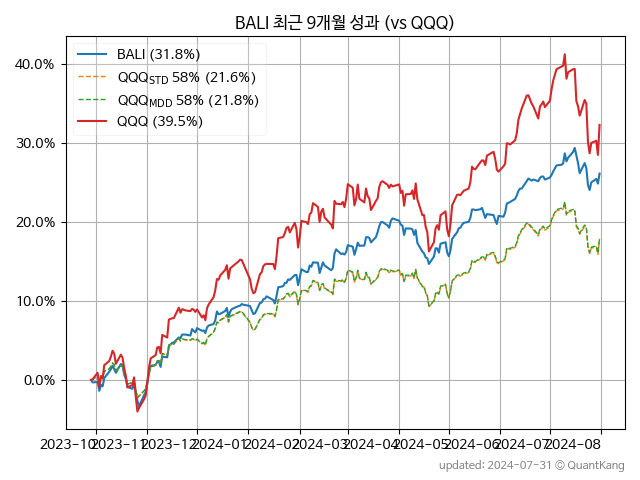 BALI 최근 9개월 성과 (vs QQQ)
BALI (31.8%)
QQQSTD 58% (21.6%)
QQQMDD 58% (21.8%)
QQQ (39.5%)
40.0%
30.0%
20.0%
10.0%
0.0%
2023-10 2023-11 2023-12 2024-01 2024-02 2024-03 2024-04 2024-05 2024-06 2024-07 2024-08
updated: 2024-07-31 © QuantKang